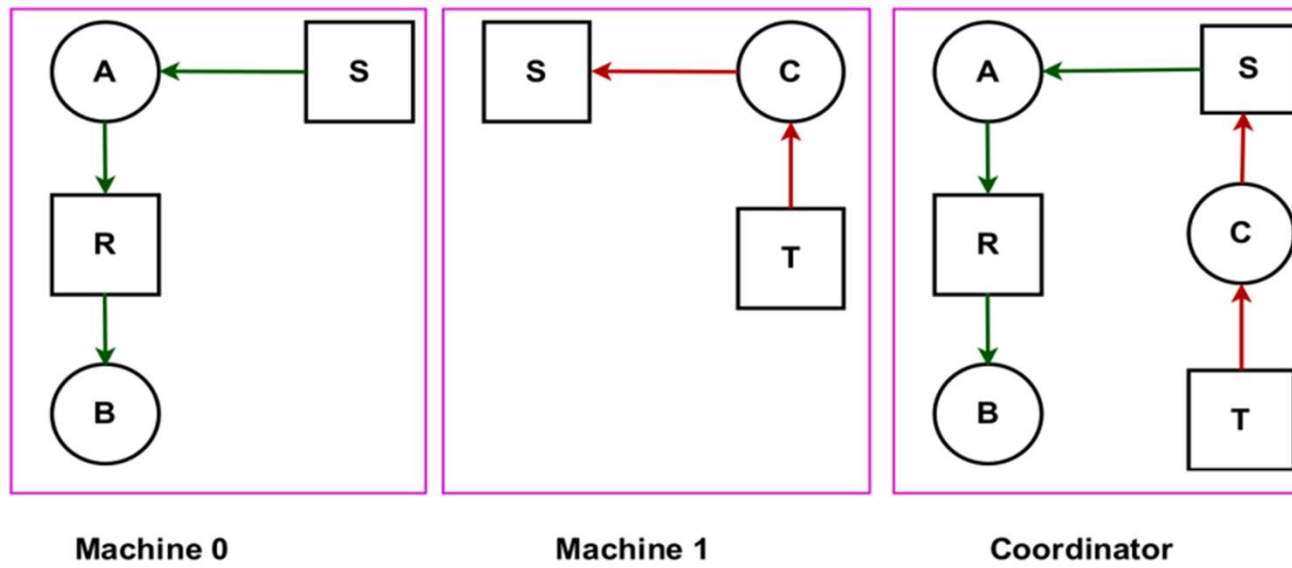 A S
R
B
S C
T
A S
R C
B T
Machine 0 Machine 1 Coordinator